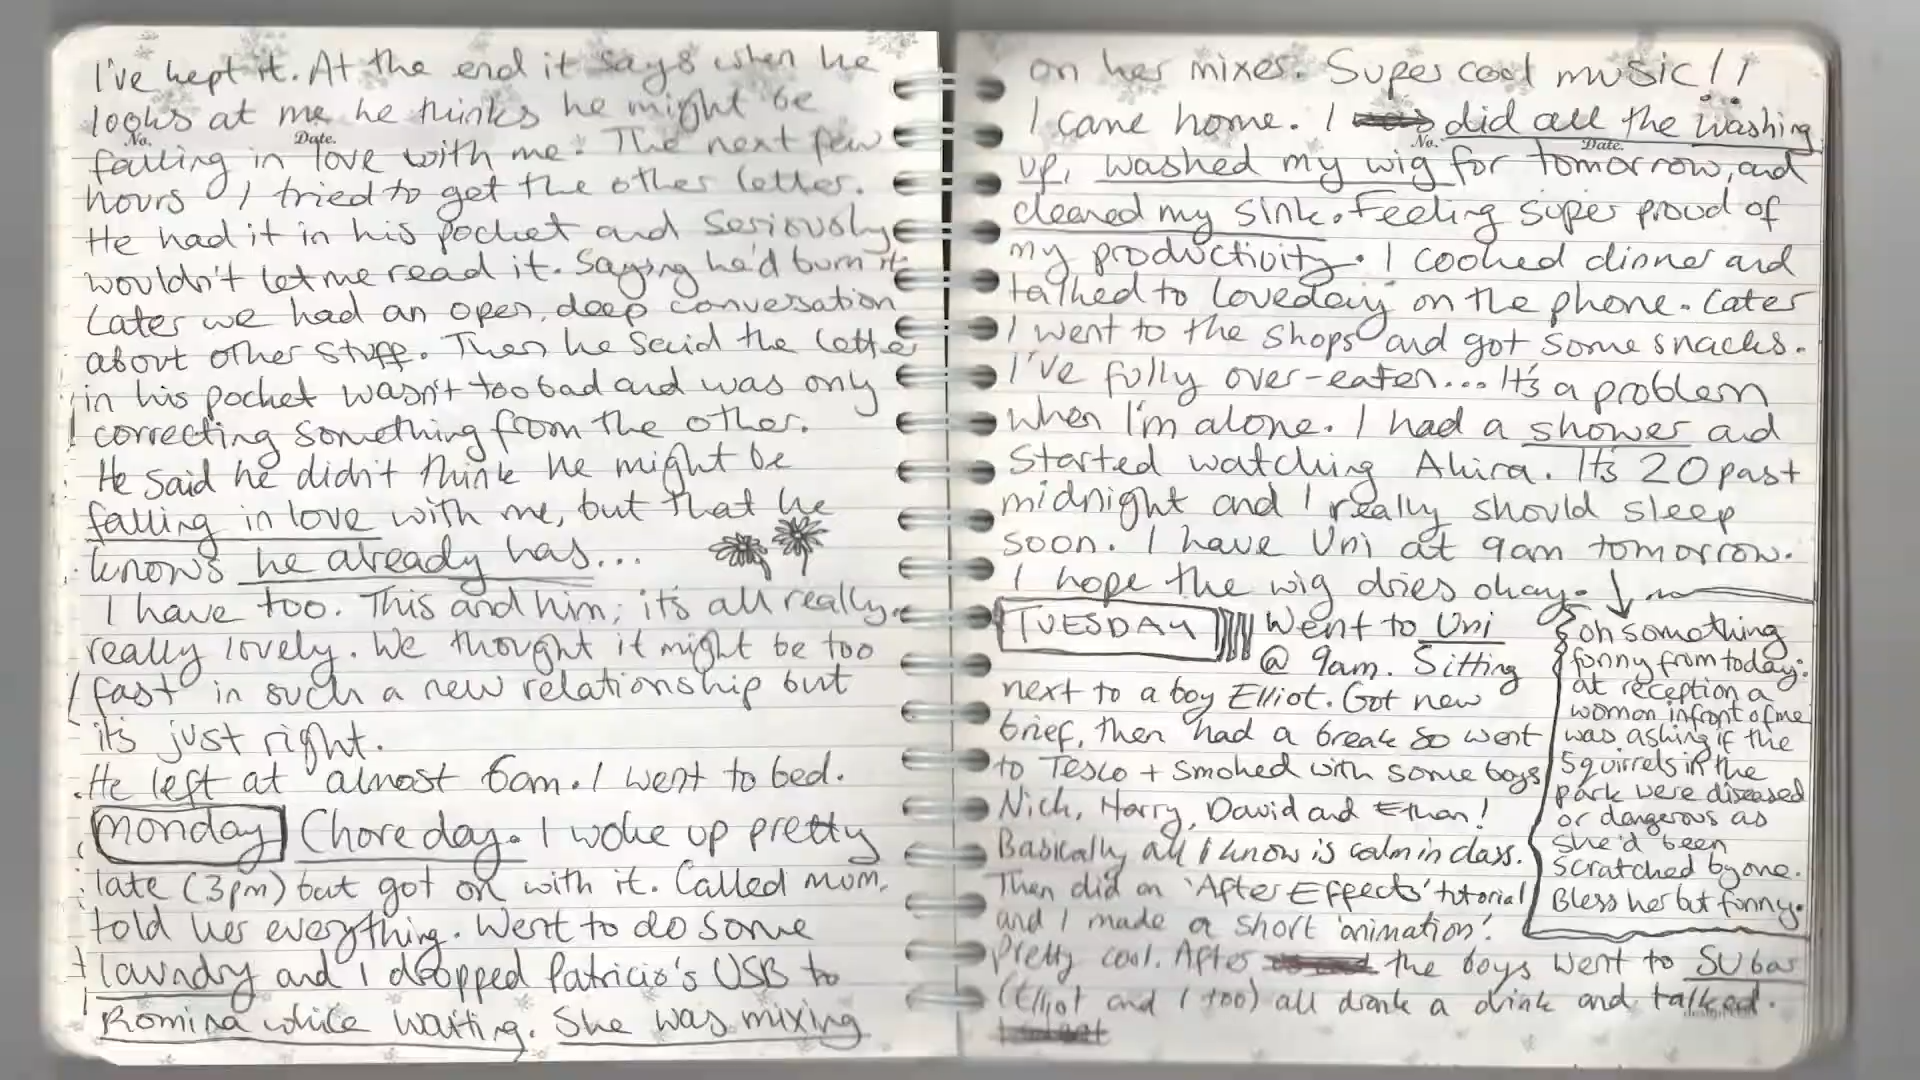 I've kept it. At the end it says when he
looks at me he thinks he might be
No. Date.
falling in love with me. The next few
hours I tried to get the other letter.
He had it in his pocket and seriously
wouldn't let me read it. Saying he'd burn it
Later we had an open, deep conversation
about other stuff. Then he said the letter
in his pocket wasn't too bad and was only
correcting something from the other.
He said he didn't think he might be
falling in love with me, but that he
knows he already has...
I have too. This and him, it's all really
really lovely. We thought it might be too
fast in such a new relationship but
it's just right.
He left at almost 6am. I went to bed.
Monday Chore day. I woke up pretty
late (3pm) but got on with it. Called mum,
told her everything. Went to do some
laundry and I dropped Patricio's USB to
Romina while waiting. She was mixing
on her mixes. Super cool music!!
I came home. I did all the washing
No. Date.
up, washed my wig for tomorrow, and
cleaned my sink. Feeling super proud of
my productivity. I cooked dinner and
talked to Loveday on the phone. Later
I went to the shops and got some snacks.
I've fully over-eaten... It's a problem
when I'm alone. I had a shower ad
started watching Akira. Its 20 past
midnight and I really should sleep
soon. I have Uni at 9am tomorrow.
I hope the wig dries okay.
TUESDAY Went to Uni
@ 9am. Sitting
next to a boy Elliot. Got new
brief, then had a break so went
to Tesco + smoked with some boys
Nick, Harry, David and Ethan!
Basically all I know is calm in class.
Then did an 'After Effects' tutorial
and I made a short 'animation'.
Pretty cool. After the boys went to SU bar
(Elliot and I too) all drank a drink and talked.
oh something
funny from today:
at reception a
woman infront of me
was asking if the
squirrels in the
park were diseased
or dangerous as
she'd been
scratched by one.
Bless her but funny.